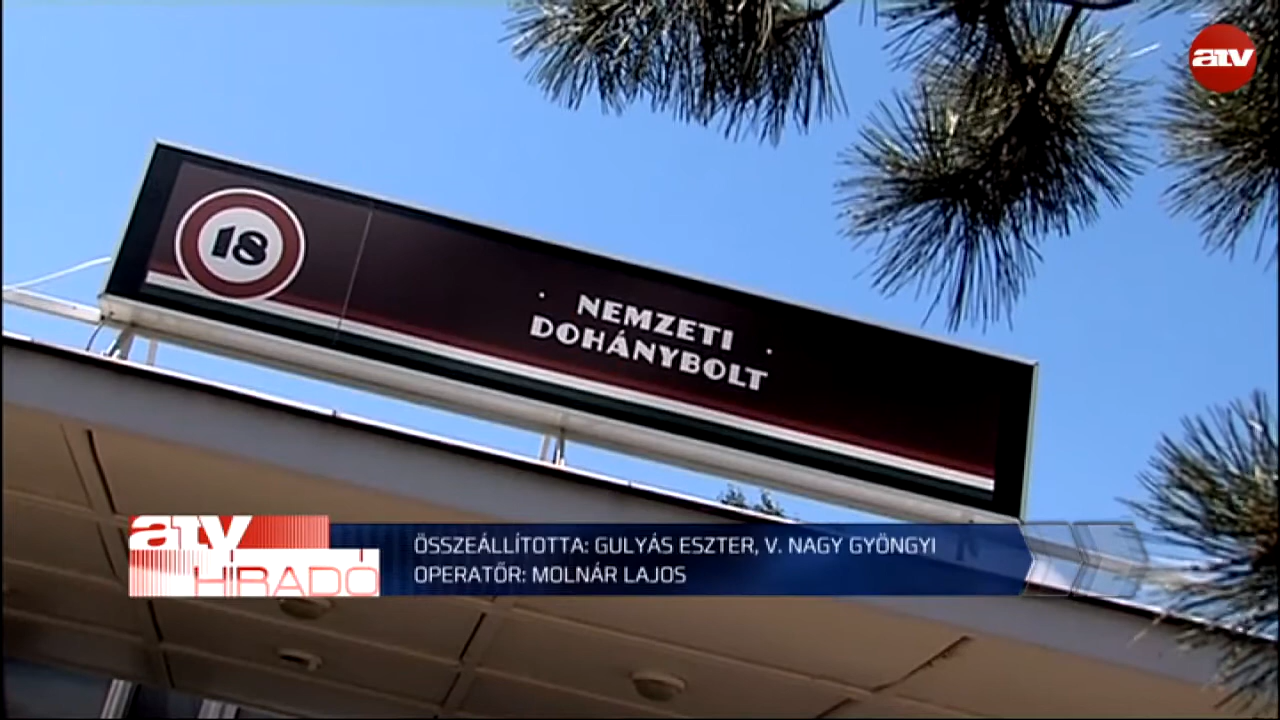 atv
18
NEMZETI
DOHÁNYBOLT
atv
HÍRADÓ
ÖSSZEÁLLÍTOTTA: GULYÁS ESZTER, V. NAGY GYÖNGYI
OPERATŐR: MOLNÁR LAJOS